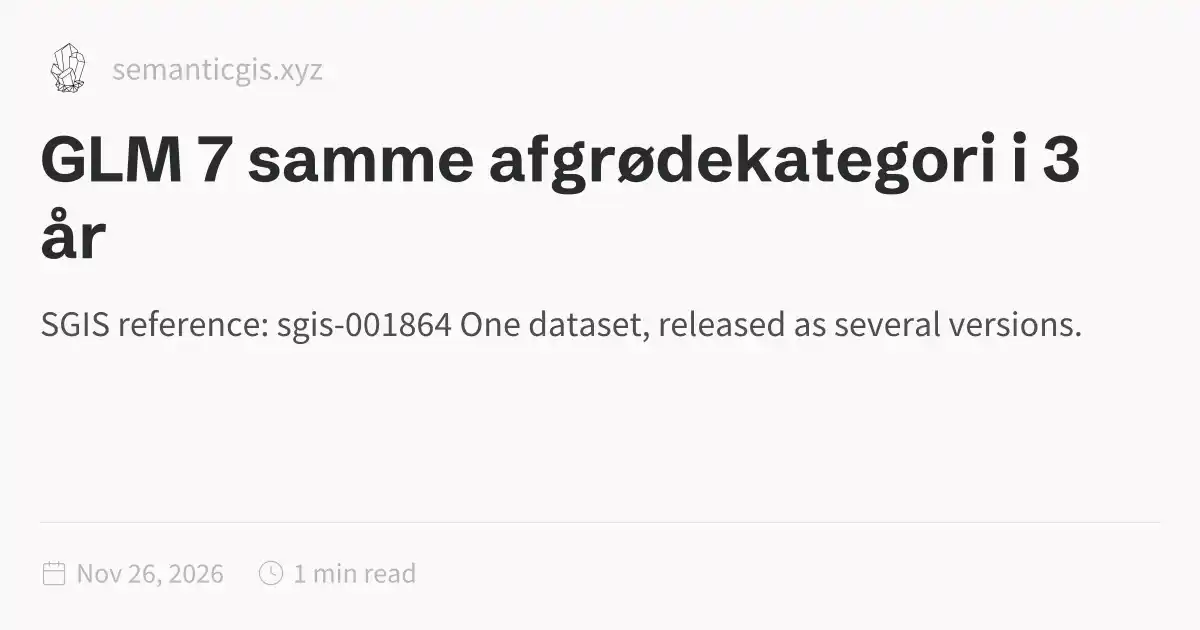 semanticgis.xyz
GLM 7 samme afgrødekategori i 3
år
SGIS reference: sgis-001864 One dataset, released as several versions.
Nov 26, 2026
1 min read